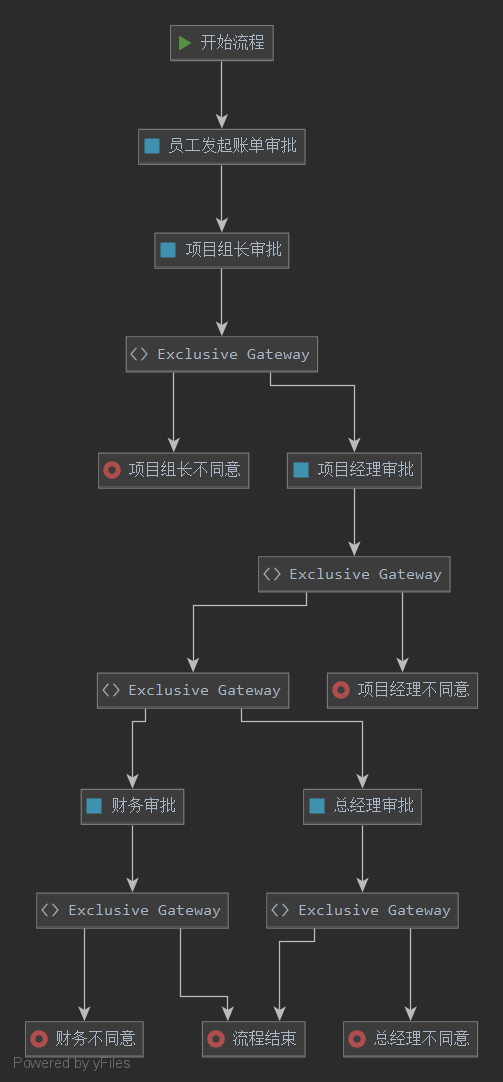 开始流程
员工发起账单审批
项目组长审批
Exclusive Gateway
项目组长不同意
项目经理审批
Exclusive Gateway
Exclusive Gateway
项目经理不同意
财务审批
总经理审批
Exclusive Gateway
Exclusive Gateway
财务不同意
流程结束
总经理不同意
Powered by yFiles